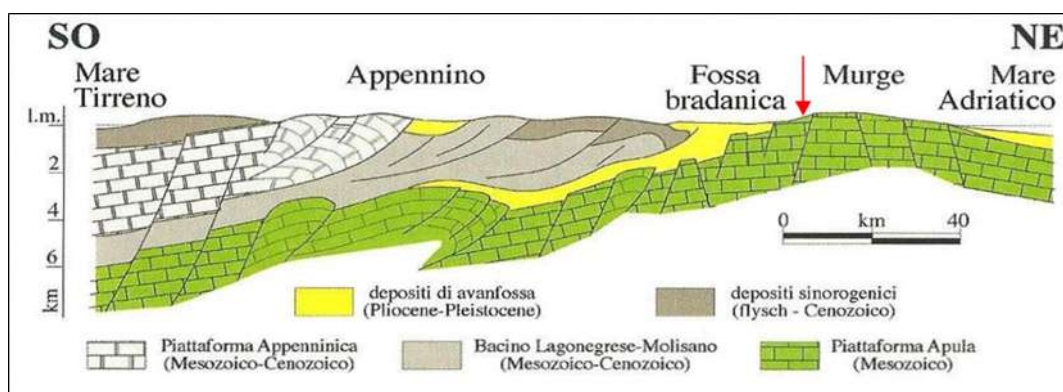 SO
NE
Mare
Tirreno
Appennino
Fossa
bradanica
Murge
Mare
Adriatico
l.m.
2
4
6
km
0 km 40
depositi di avanfossa
(Pliocene-Pleistocene)
depositi sinorogenici
(flysch - Cenozoico)
Piattaforma Appenninica
(Mesozoico-Cenozoico)
Bacino Lagonegrese-Molisano
(Mesozoico-Cenozoico)
Piattaforma Apula
(Mesozoico)